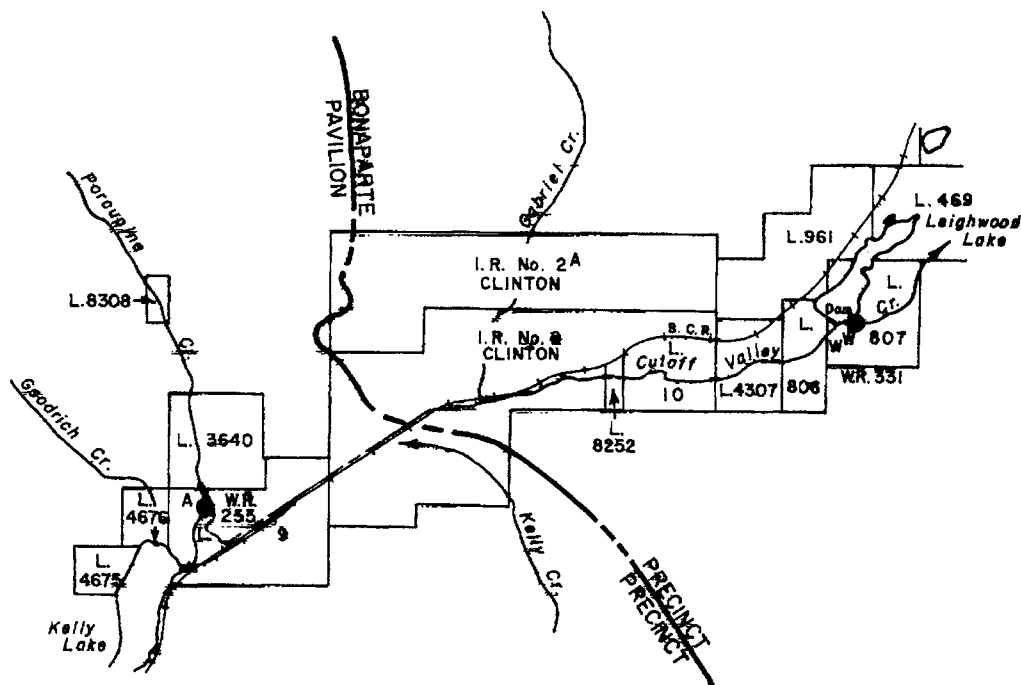 BONAPARTE
PAVILION
Gabriel Cr.
Porcupine
Cr.
L. 8308
Goodrich
Cr.
L. 469
Leighwood
Lake
L. 961
I.R. No. 2A
CLINTON
I.R. No. 2
CLINTON
L.
Cr.
Dam
W W
807
L.
806
W.R. 331
B.C.R.
L.
10
Cutoff Valley
L. 4307
L.
8252
L. 3640
A
W.R.
255
L.
9
L.
4676
L.
4675
Kelly
Lake
Kelly Cr.
PRECINCT
PRECINCT